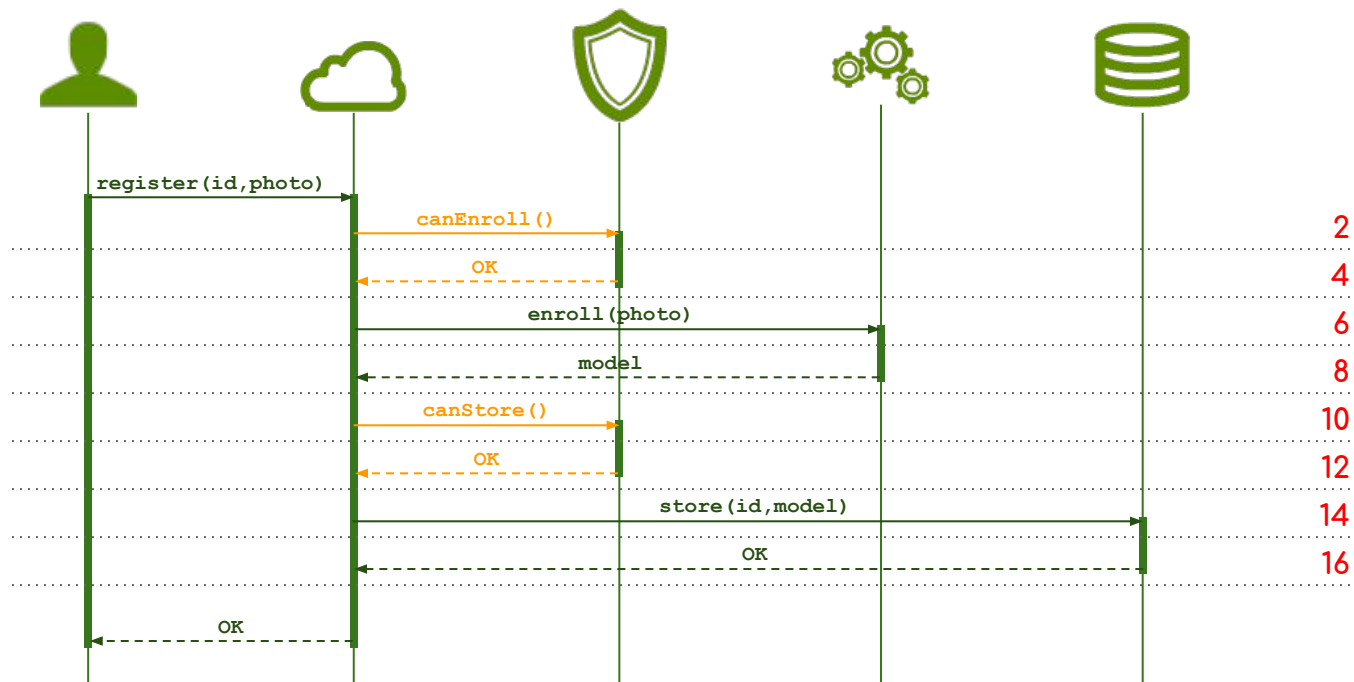 register(id,photo)
canEnroll()
2
OK
4
enroll(photo)
6
model
8
canStore()
10
OK
12
store(id,model)
14
OK
16
OK